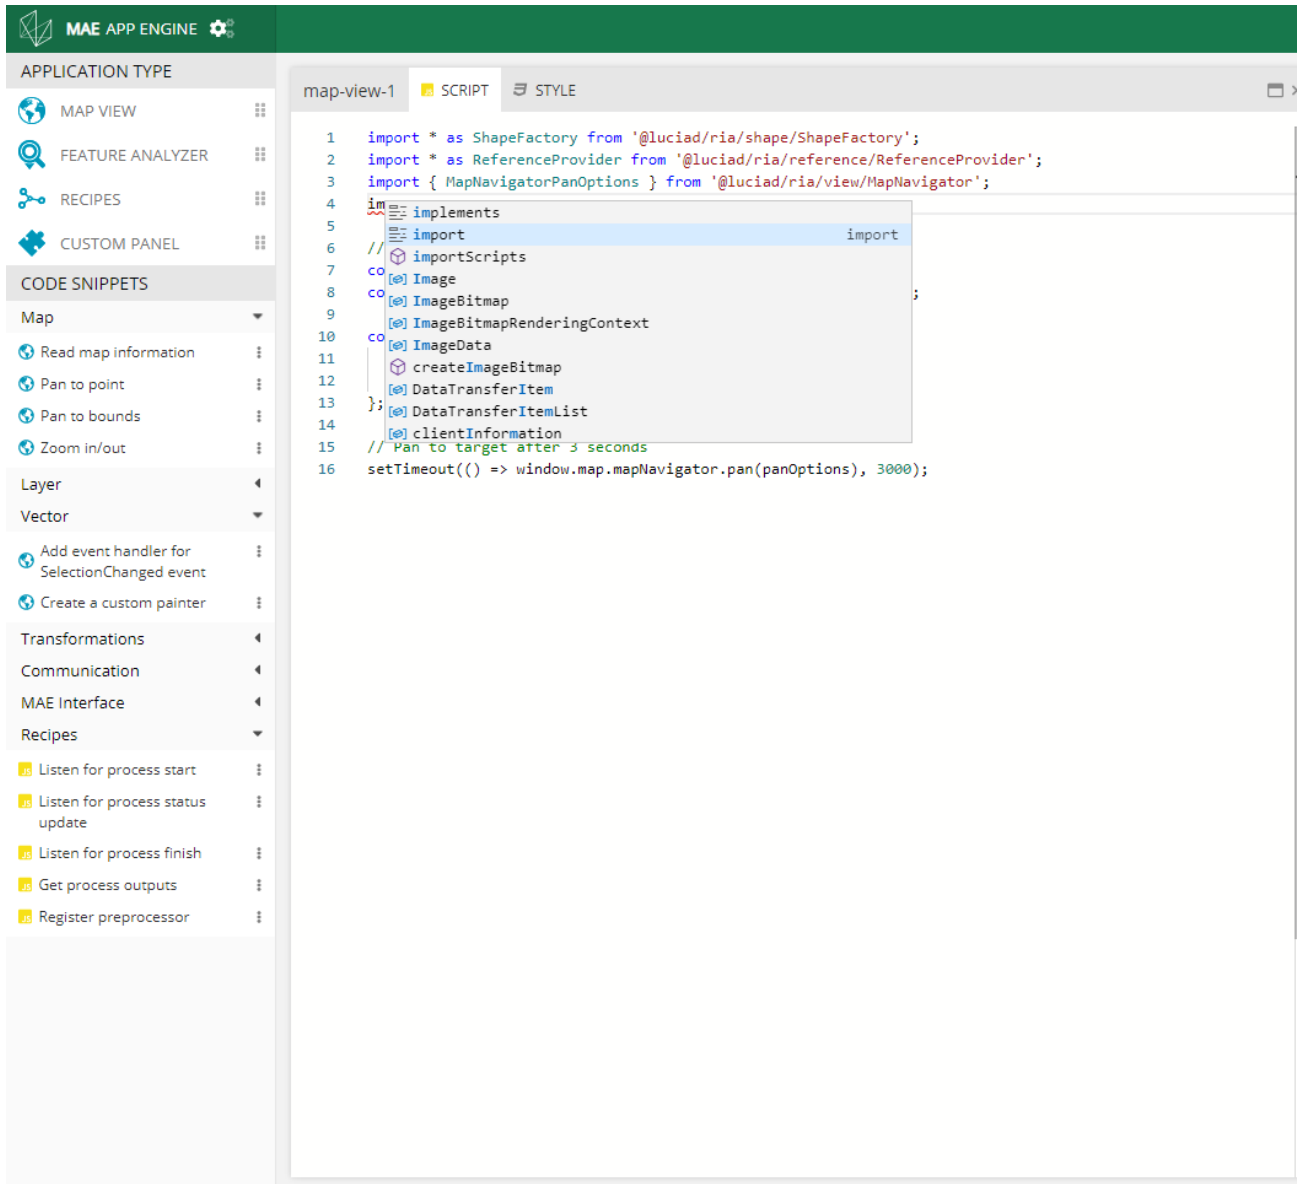 MAE APP ENGINE
APPLICATION TYPE
MAP VIEW
FEATURE ANALYZER
RECIPES
CUSTOM PANEL
CODE SNIPPETS
Map
Read map information
Pan to point
Pan to bounds
Zoom in/out
Layer
Vector
Add event handler for
SelectionChanged event
Create a custom painter
Transformations
Communication
MAE Interface
Recipes
JS Listen for process start
JS Listen for process status
update
JS Listen for process finish
JS Get process outputs
JS Register preprocessor
map-view-1 SCRIPT STYLE
1 import * as ShapeFactory from '@luciad/ria/shape/ShapeFactory';
2 import * as ReferenceProvider from '@luciad/ria/reference/ReferenceProvider';
3 import { MapNavigatorPanOptions } from '@luciad/ria/view/MapNavigator';
4 im
implements
5
import import
6 //
importScripts
7 co
Image
8 co ;
ImageBitmap
9
ImageBitmapRenderingContext
10 co
ImageData
11
createImageBitmap
12
DataTransferItem
13 };
DataTransferItemList
14
clientInformation
15 // Pan to target after 3 seconds
16 setTimeout(() => window.map.mapNavigator.pan(panOptions), 3000);